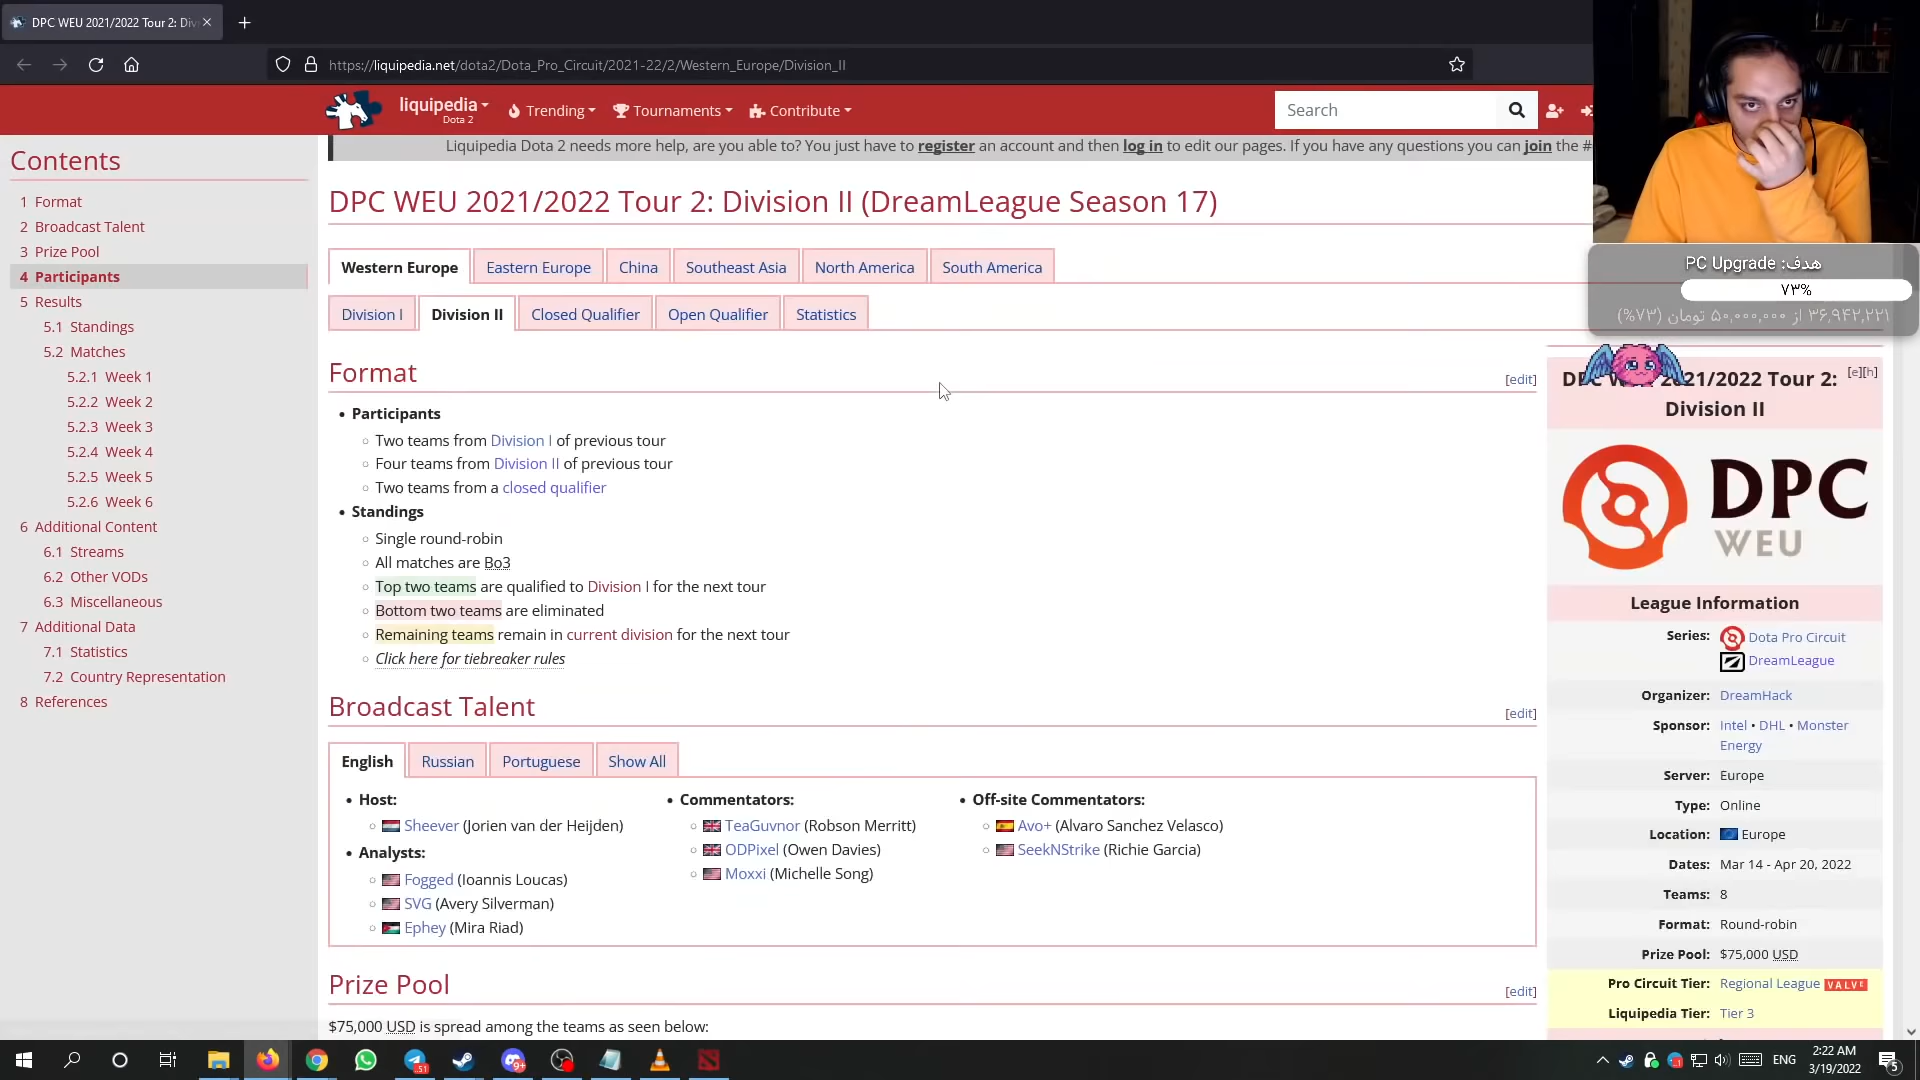 DPC WEU 2021/2022 Tour 2: Div
https://liquipedia.net/dota2/Dota_Pro_Circuit/2021-22/2/Western_Europe/Division_II
liquipedia
Dota 2
Trending
Tournaments
Contribute
Search
Liquipedia Dota 2 needs more help, are you able to? You just have to register an account and then log in to edit our pages. If you have any questions you can join the #
Contents
1 Format
2 Broadcast Talent
3 Prize Pool
4 Participants
5 Results
5.1 Standings
5.2 Matches
5.2.1 Week 1
5.2.2 Week 2
5.2.3 Week 3
5.2.4 Week 4
5.2.5 Week 5
5.2.6 Week 6
6 Additional Content
6.1 Streams
6.2 Other VODs
6.3 Miscellaneous
7 Additional Data
7.1 Statistics
7.2 Country Representation
8 References
DPC WEU 2021/2022 Tour 2: Division II (DreamLeague Season 17)
Western Europe
Eastern Europe
China
Southeast Asia
North America
South America
Division I
Division II
Closed Qualifier
Open Qualifier
Statistics
Format
[edit]
• Participants
Two teams from Division I of previous tour
Four teams from Division II of previous tour
Two teams from a closed qualifier
• Standings
Single round-robin
All matches are Bo3
Top two teams are qualified to Division I for the next tour
Bottom two teams are eliminated
Remaining teams remain in current division for the next tour
Click here for tiebreaker rules
Broadcast Talent
[edit]
English
Russian
Portuguese
Show All
• Host:
Sheever (Jorien van der Heijden)
• Analysts:
Fogged (Ioannis Loucas)
SVG (Avery Silverman)
Ephey (Mira Riad)
• Commentators:
TeaGuvnor (Robson Merritt)
ODPixel (Owen Davies)
Moxxi (Michelle Song)
• Off-site Commentators:
Avo+ (Alvaro Sanchez Velasco)
SeekNStrike (Richie Garcia)
Prize Pool
[edit]
$75,000 USD is spread among the teams as seen below:
هدف: PC Upgrade
۷۳%
۳۶,۹۴۲,۲۲۱ از ۵۰,۰۰۰,۰۰۰ تومان (۷۳%)
2021/2022 Tour 2:
[e][h]
Division II
DPC
WEU
League Information
Series: Dota Pro Circuit
DreamLeague
Organizer: DreamHack
Sponsor: Intel • DHL • Monster
Energy
Server: Europe
Type: Online
Location: Europe
Dates: Mar 14 - Apr 20, 2022
Teams: 8
Format: Round-robin
Prize Pool: $75,000 USD
Pro Circuit Tier: Regional League VALVE
Liquipedia Tier: Tier 3
51
9+
ENG
2:22 AM
3/19/2022
5